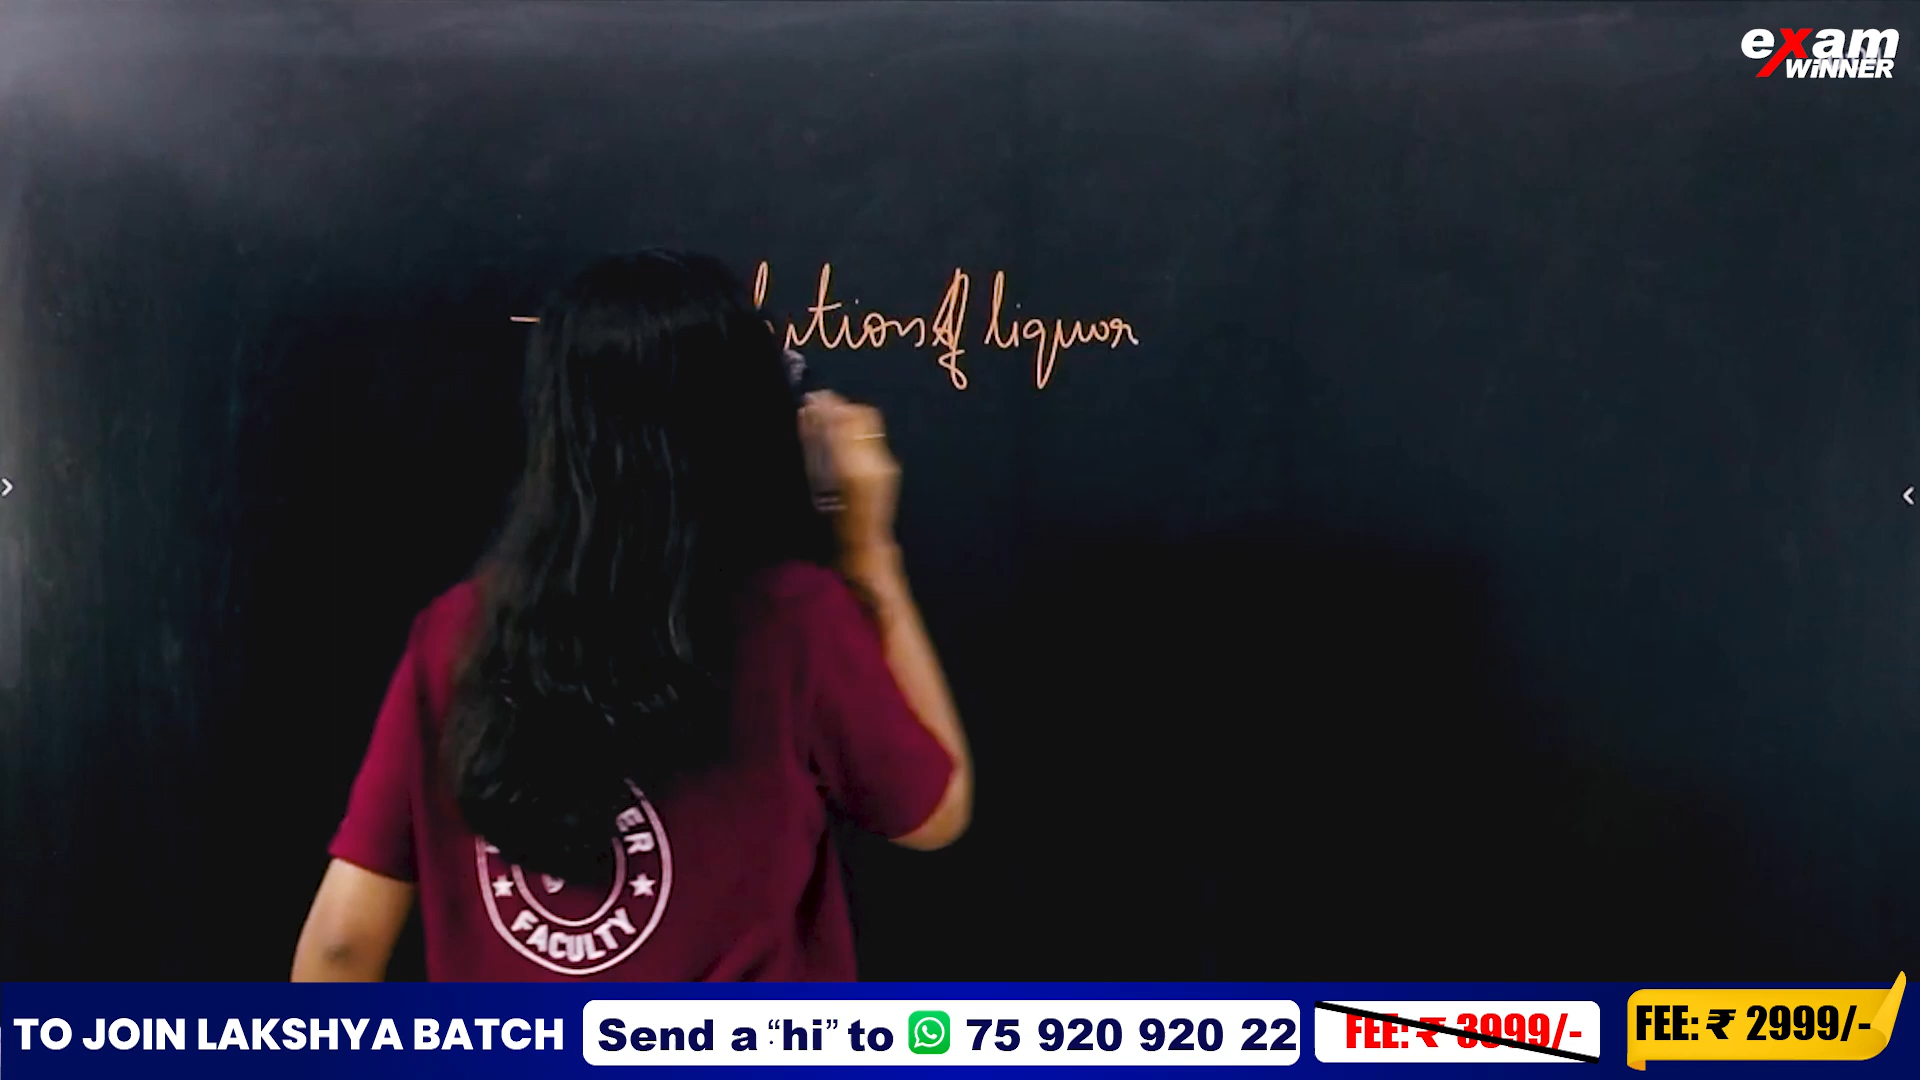 exam
WINNER
of liquor
ER
FACULTY
TO JOIN LAKSHYA BATCH
Send a “hi” to 75 920 920 22
FEE: ₹ 3999/-
FEE: ₹ 2999/-